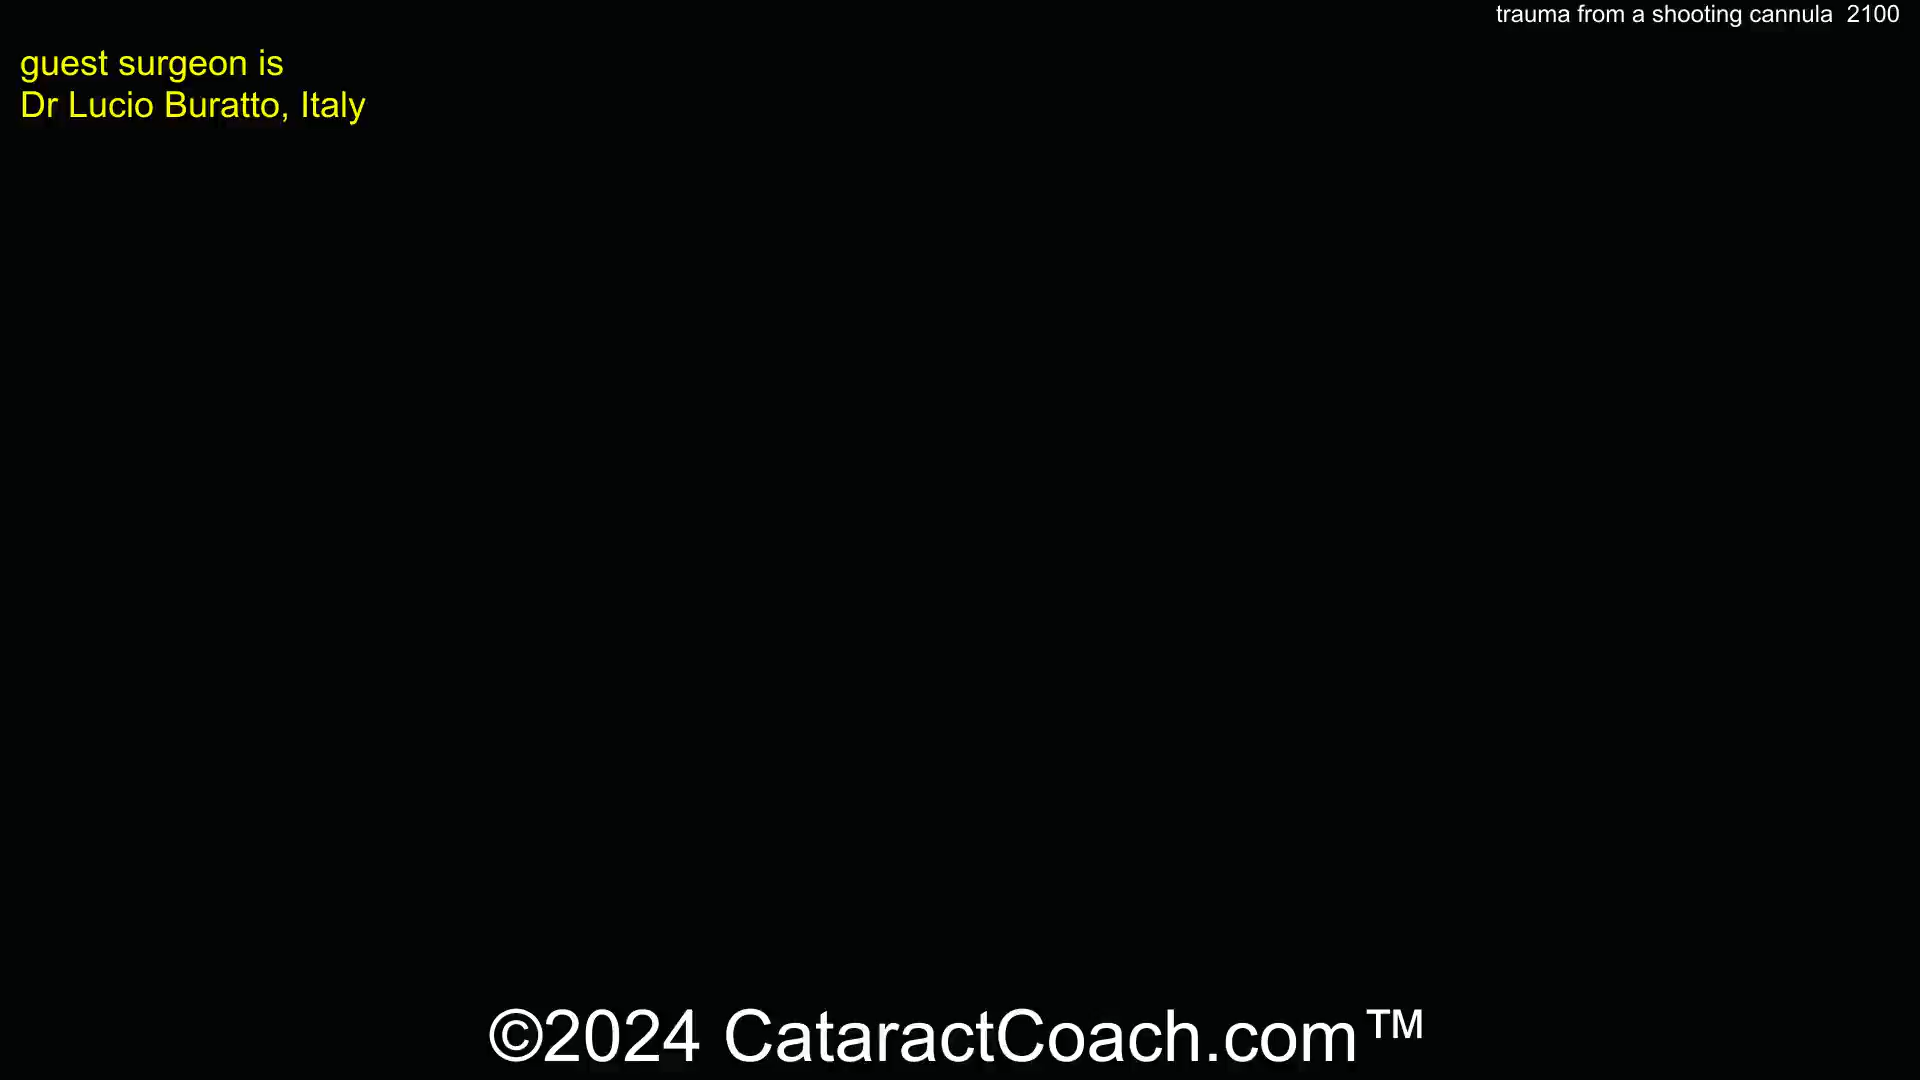 trauma from a shooting cannula  2100
guest surgeon is
Dr Lucio Buratto, Italy
©2024 CataractCoach.com™